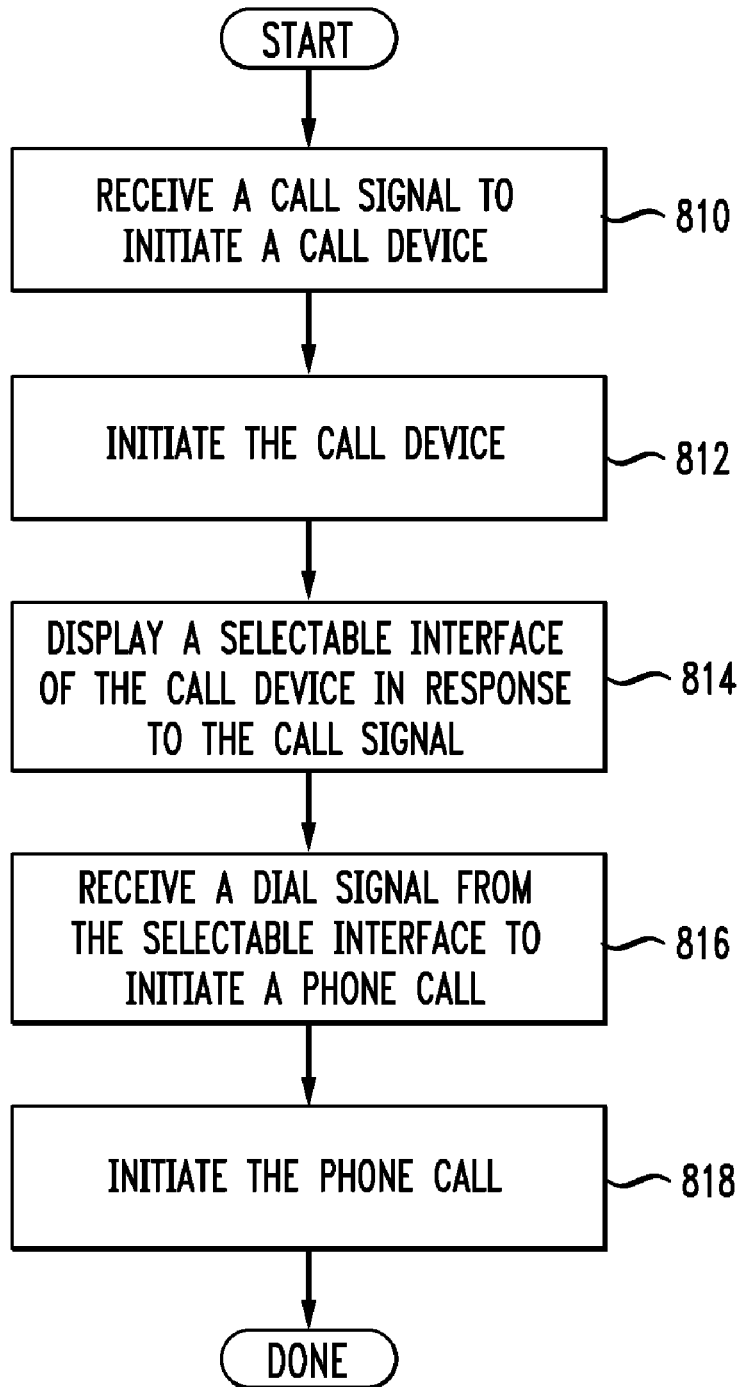 START
RECEIVE A CALL SIGNAL TO
INITIATE A CALL DEVICE
810
INITIATE THE CALL DEVICE
812
DISPLAY A SELECTABLE INTERFACE
OF THE CALL DEVICE IN RESPONSE
TO THE CALL SIGNAL
814
RECEIVE A DIAL SIGNAL FROM
THE SELECTABLE INTERFACE TO
INITIATE A PHONE CALL
816
INITIATE THE PHONE CALL
818
DONE